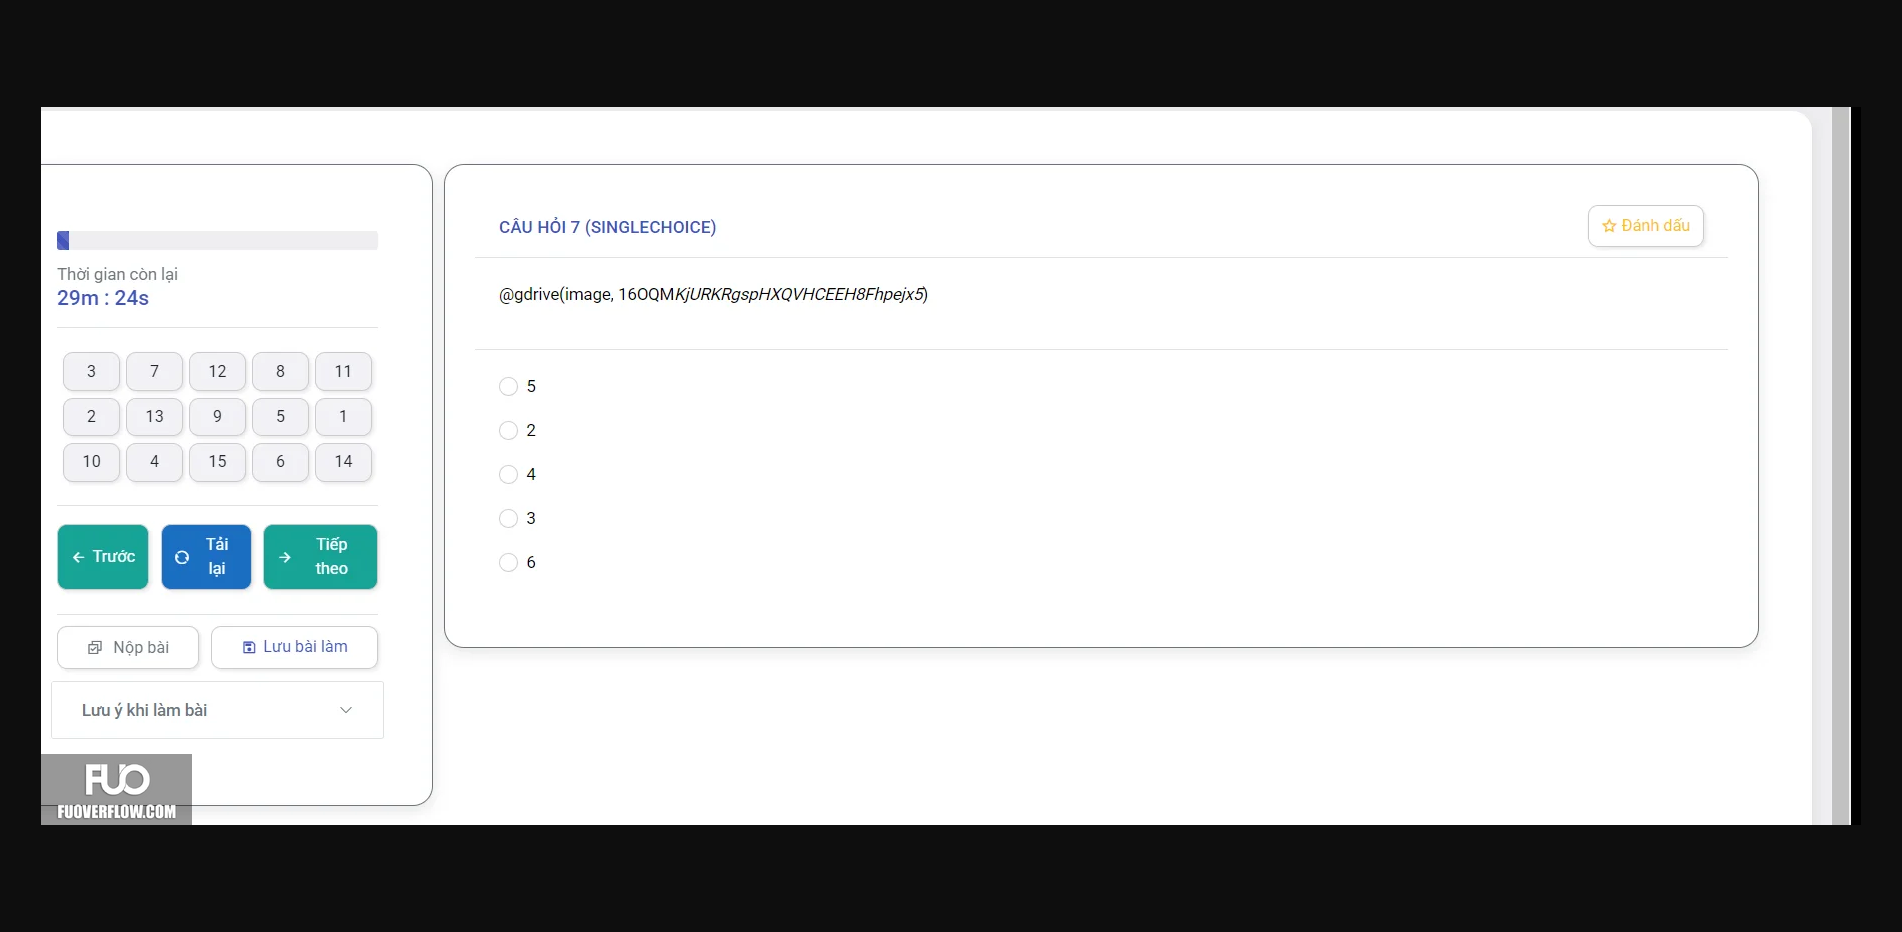 Thời gian còn lại
29m : 24s
3 7 12 8 11
2 13 9 5 1
10 4 15 6 14
Trước
Tải lại
Tiếp theo
Nộp bài
Lưu bài làm
Lưu ý khi làm bài
FUO
FUOVERFLOW.COM
CÂU HỎI 7 (SINGLECHOICE)
Đánh dấu
@gdrive(image, 16OQMKjURKRgspHXQVHCEEH8Fhpejx5)
5
2
4
3
6